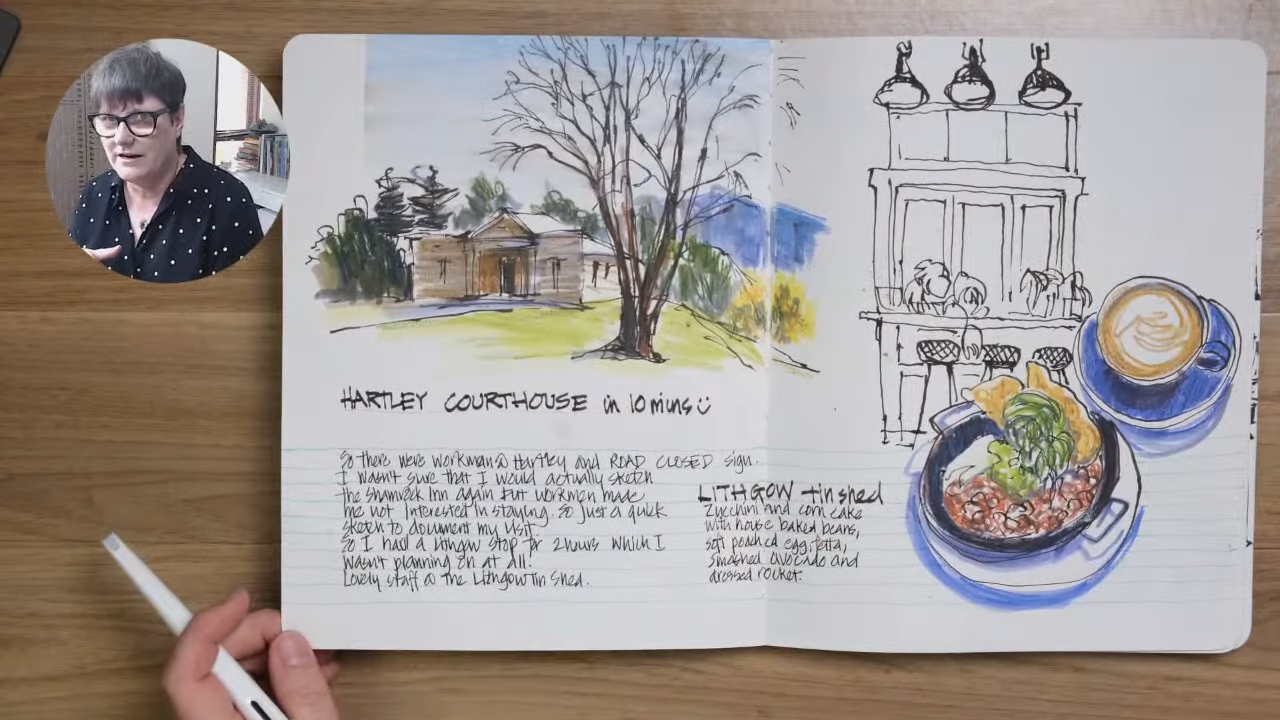 HARTLEY COURTHOUSE in 10 mins
So there were workmen @ Hartley and ROAD CLOSED sign.
I wasn't sure that I would actually sketch
the Shamrock Inn again but workmen made
me not interested in staying. So just a quick
sketch to document my visit.
So I had a Lithgow stop for 2 hours which I
wasn't planning on at all.
Lovely staff @ the Lithgow Tin Shed.
LITHGOW tin shed
Zucchini and corn cake
with house baked beans,
soft poached egg, fetta,
smashed avocado and
dressed rocket.